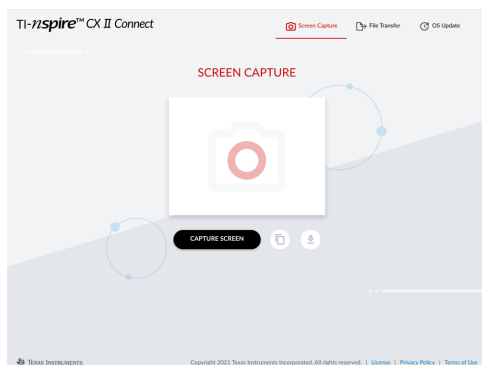 TI-nspire™ CX II Connect
Screen Capture
File Transfer
OS Update
SCREEN CAPTURE
CAPTURE SCREEN
TEXAS INSTRUMENTS
Copyright 2021 Texas Instruments Incorporated. All rights reserved. | License | Privacy Policy | Terms of Use